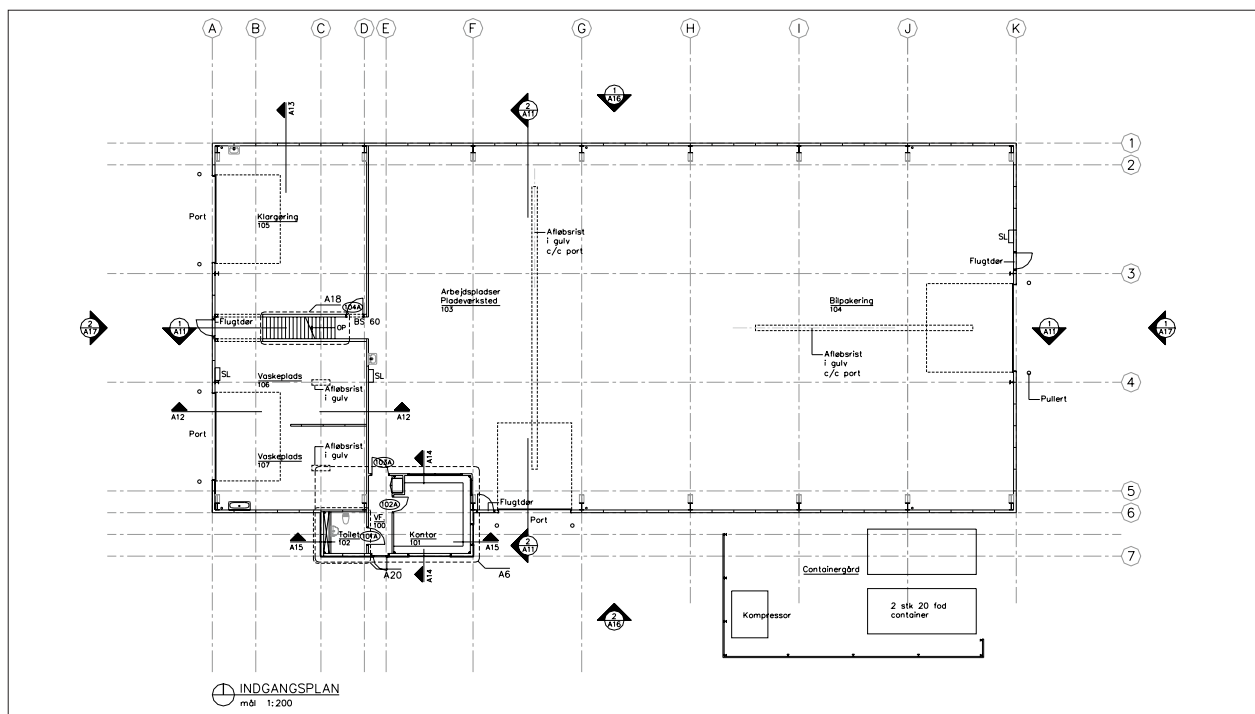 A B C D E F G H I J K
1
A16
A13
2
A11
1
2
Port
Klargøring
105
Afløbsrist
i gulv
c/c port
SL
Flugtdør
3
A18
104A
Arbejdspladser
Pladeværksted
103
Bilpakering
104
2
A17
1
A11
Flugtdør
OP
BS 60
1
A11
1
A17
Afløbsrist
i gulv
c/c port
SL
Vaskeplads
106
SL
4
Afløbsrist
i gulv
Pullert
A12
A12
Port
Vaskeplads
107
Afløbsrist
i gulv
103A
A14
5
102A
Flugtdør
6
VF.
100
Port
Toilet
102
101A
Kontor
101
A15
A15
2
A11
7
A20
A14
A6
Containergård
2 stk 20 fod
container
Kompressor
2
A16
1
INDGANGSPLAN
mål 1:200